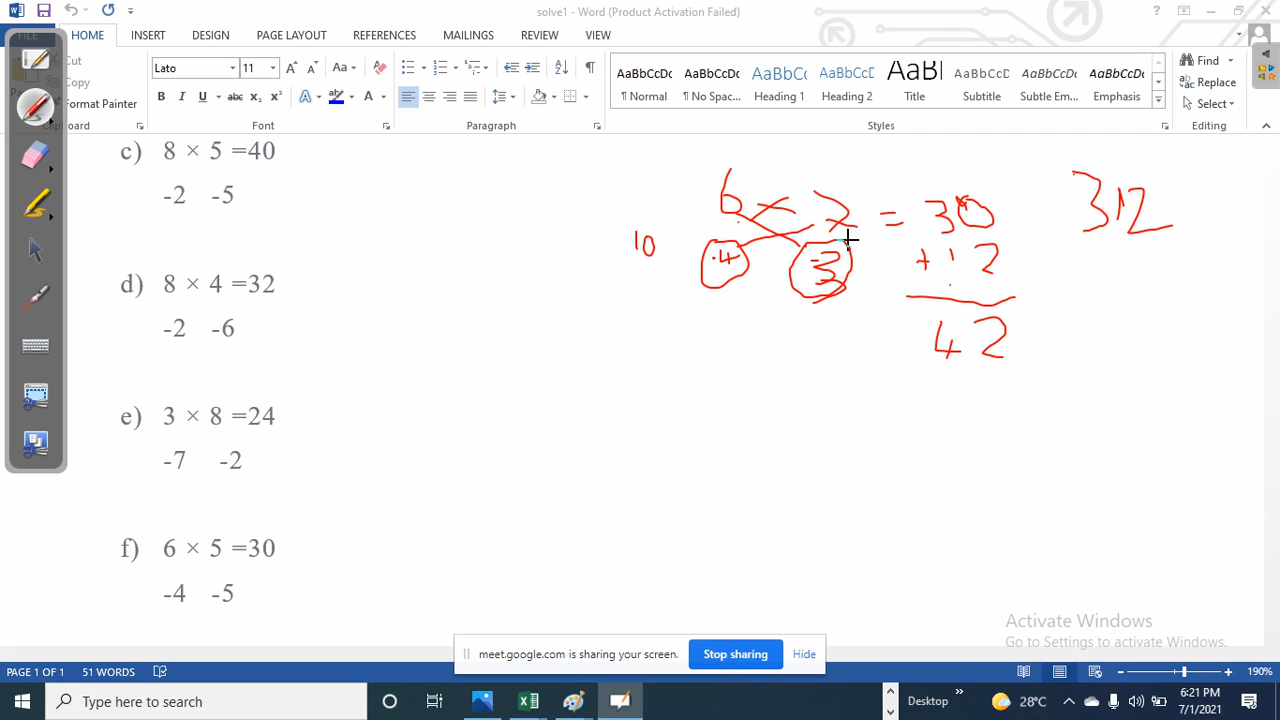 solve1 - Word (Product Activation Failed)
FILE HOME INSERT DESIGN PAGE LAYOUT REFERENCES MAILINGS REVIEW VIEW
Cut
Copy
Format Painter
Clipboard
Lato 11
Font
Paragraph
AaBbCcDc AaBbCcDc AaBbCc AaBbCcC AaBl AaBbCcD AaBbCcDt AaBbCcDt
¶ Normal ¶ No Spac... Heading 1 Heading 2 Title Subtitle Subtle Em... Emphasis
Styles
Find
Replace
Select
Editing
c) 8 × 5 =40
-2 -5
d) 8 × 4 =32
-2 -6
e) 3 × 8 =24
-7 -2
f) 6 × 5 =30
-4 -5
6 × 7 = 30
10 -4 -3 + 12
42
312
Activate Windows
Go to Settings to activate Windows.
meet.google.com is sharing your screen. Stop sharing Hide
PAGE 1 OF 1 51 WORDS 190%
Type here to search
Desktop
28°C
6:21 PM
7/1/2021